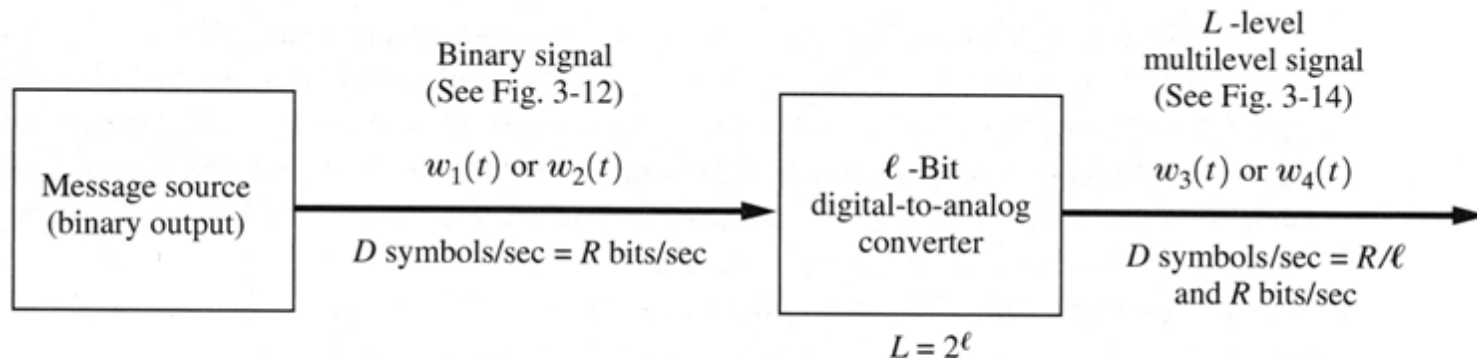 Message source
(binary output)
Binary signal
(See Fig. 3-12)
w₁(t) or w₂(t)
D symbols/sec = R bits/sec
ℓ -Bit
digital-to-analog
converter
L = 2^ℓ
L -level
multilevel signal
(See Fig. 3-14)
w₃(t) or w₄(t)
D symbols/sec = R/ℓ
and R bits/sec